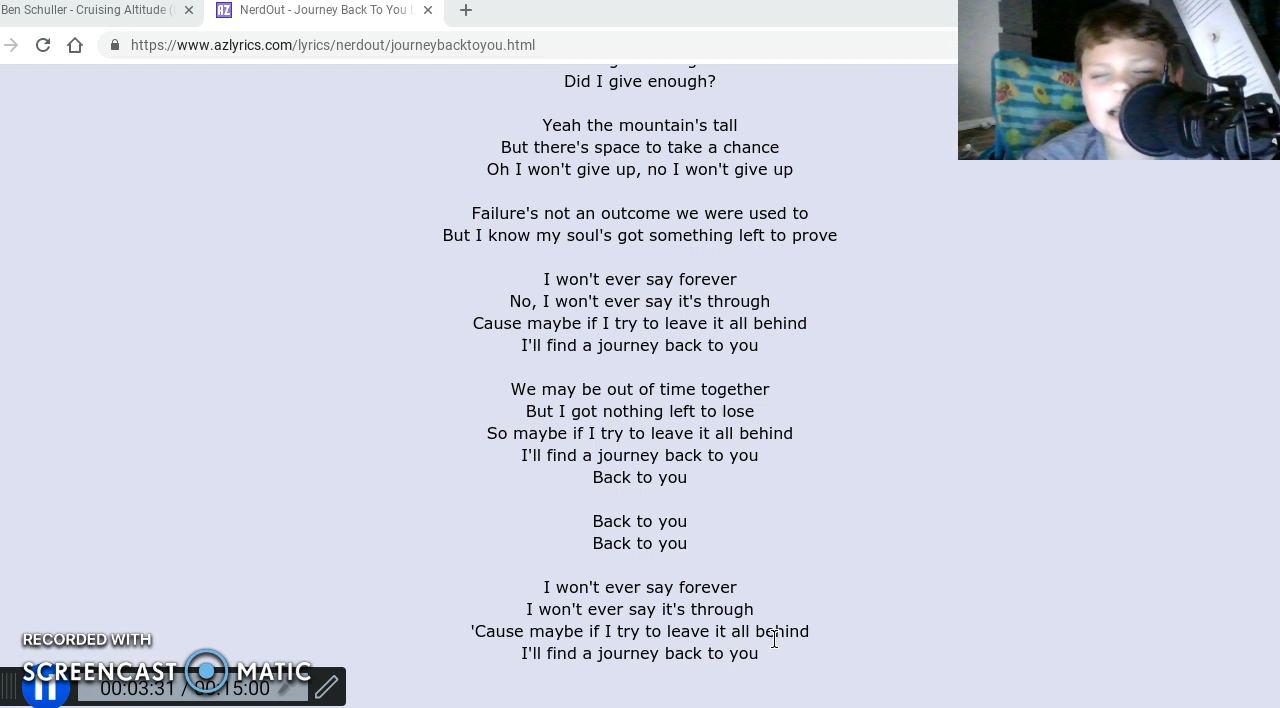 Ben Schuller - Cruising Altitude (
NerdOut - Journey Back To You
https://www.azlyrics.com/lyrics/nerdout/journeybacktoyou.html
Did I give enough?
Yeah the mountain's tall
But there's space to take a chance
Oh I won't give up, no I won't give up
Failure's not an outcome we were used to
But I know my soul's got something left to prove
I won't ever say forever
No, I won't ever say it's through
Cause maybe if I try to leave it all behind
I'll find a journey back to you
We may be out of time together
But I got nothing left to lose
So maybe if I try to leave it all behind
I'll find a journey back to you
Back to you
Back to you
Back to you
I won't ever say forever
I won't ever say it's through
'Cause maybe if I try to leave it all behind
I'll find a journey back to you
RECORDED WITH
SCREENCAST MATIC
00:03:31 / 00:15:00